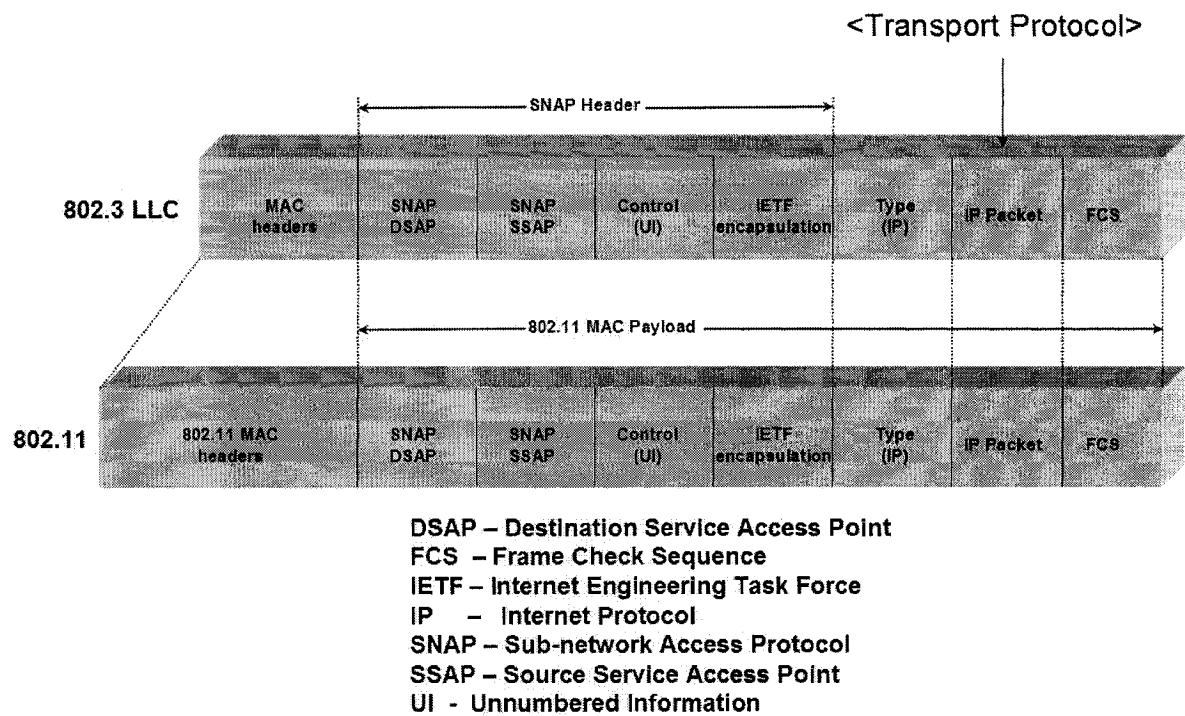 <Transport Protocol>
SNAP Header
802.3 LLC
MAC headers
SNAP DSAP
SNAP SSAP
Control (UI)
IETF encapsulation
Type (IP)
IP Packet
FCS
802.11 MAC Payload
802.11
802.11 MAC headers
SNAP DSAP
SNAP SSAP
Control (UI)
IETF encapsulation
Type (IP)
IP Packet
FCS
DSAP – Destination Service Access Point
FCS – Frame Check Sequence
IETF – Internet Engineering Task Force
IP – Internet Protocol
SNAP – Sub-network Access Protocol
SSAP – Source Service Access Point
UI - Unnumbered Information